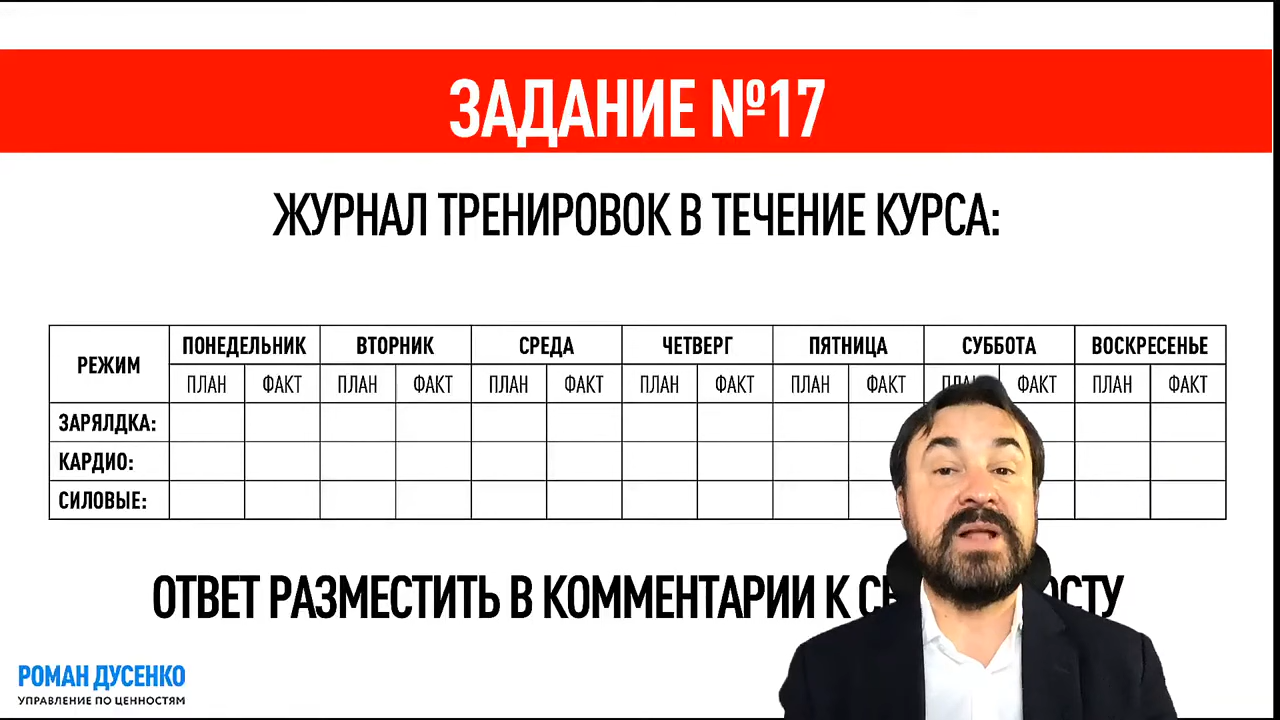 ЗАДАНИЕ №17
ЖУРНАЛ ТРЕНИРОВОК В ТЕЧЕНИЕ КУРСА:
РЕЖИМ ПОНЕДЕЛЬНИК ВТОРНИК СРЕДА ЧЕТВЕРГ ПЯТНИЦА СУББОТА ВОСКРЕСЕНЬЕ
ПЛАН ФАКТ ПЛАН ФАКТ ПЛАН ФАКТ ПЛАН ФАКТ ПЛАН ФАКТ ПЛАН ФАКТ ПЛАН ФАКТ
ЗАРЯЛДКА:
КАРДИО:
СИЛОВЫЕ:
ОТВЕТ РАЗМЕСТИТЬ В КОММЕНТАРИИ К
РОМАН ДУСЕНКО
УПРАВЛЕНИЕ ПО ЦЕННОСТЯМ